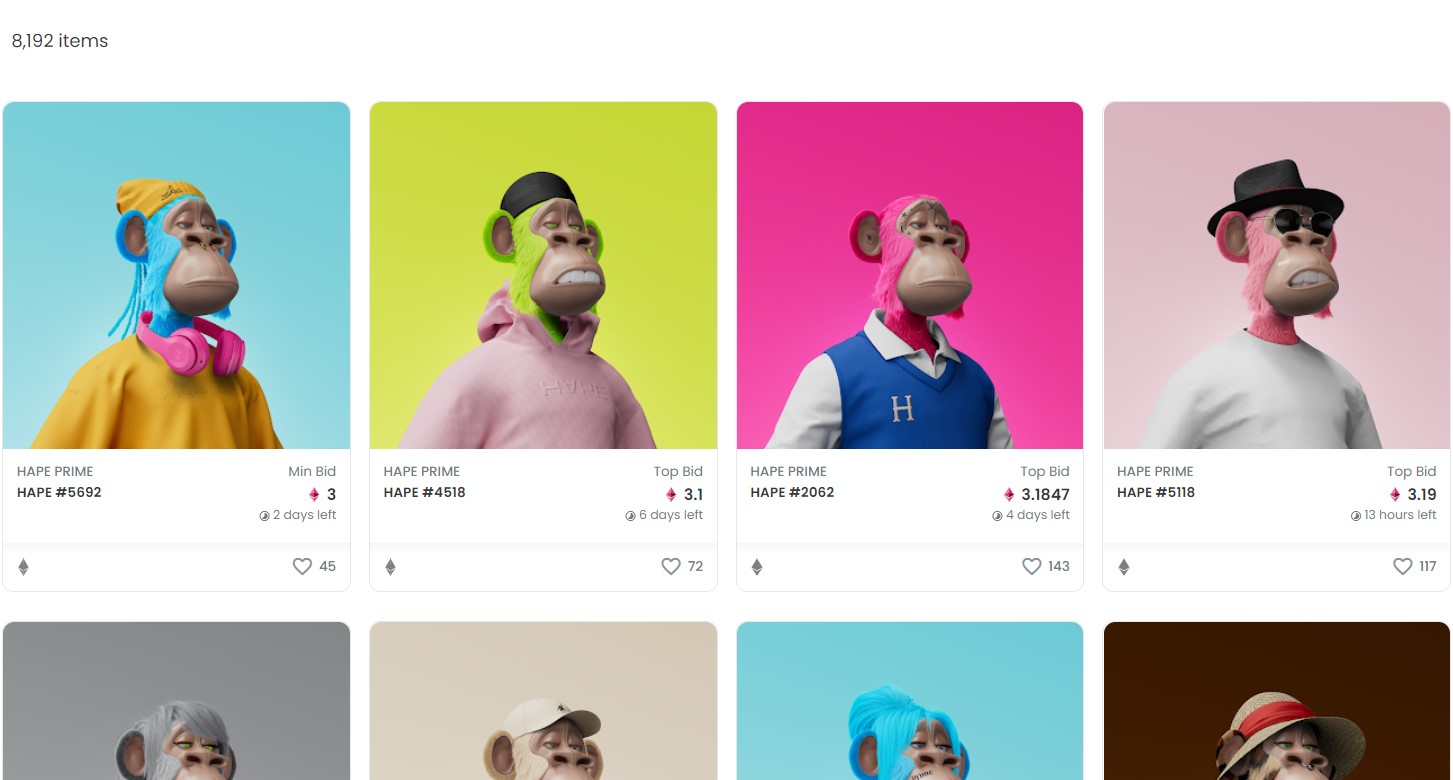 8,192 items
HAPE
H
HAPE PRIME
Min Bid
HAPE #5692
3
2 days left
45
HAPE PRIME
Top Bid
HAPE #4518
3.1
6 days left
72
HAPE PRIME
Top Bid
HAPE #2062
3.1847
4 days left
143
HAPE PRIME
Top Bid
HAPE #5118
3.19
13 hours left
117